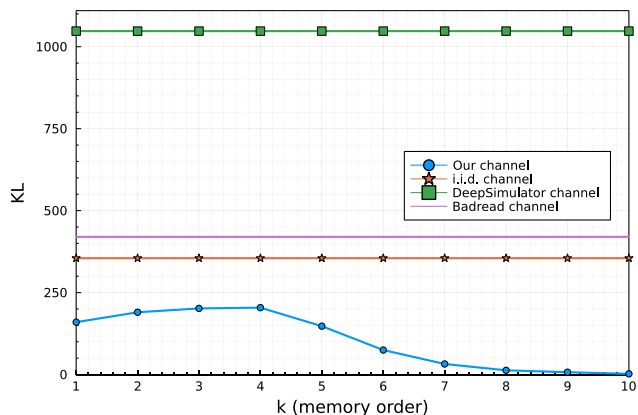 1000
750
500
250
0
KL
Our channel
i.i.d. channel
DeepSimulator channel
Badread channel
1 2 3 4 5 6 7 8 9 10
k (memory order)